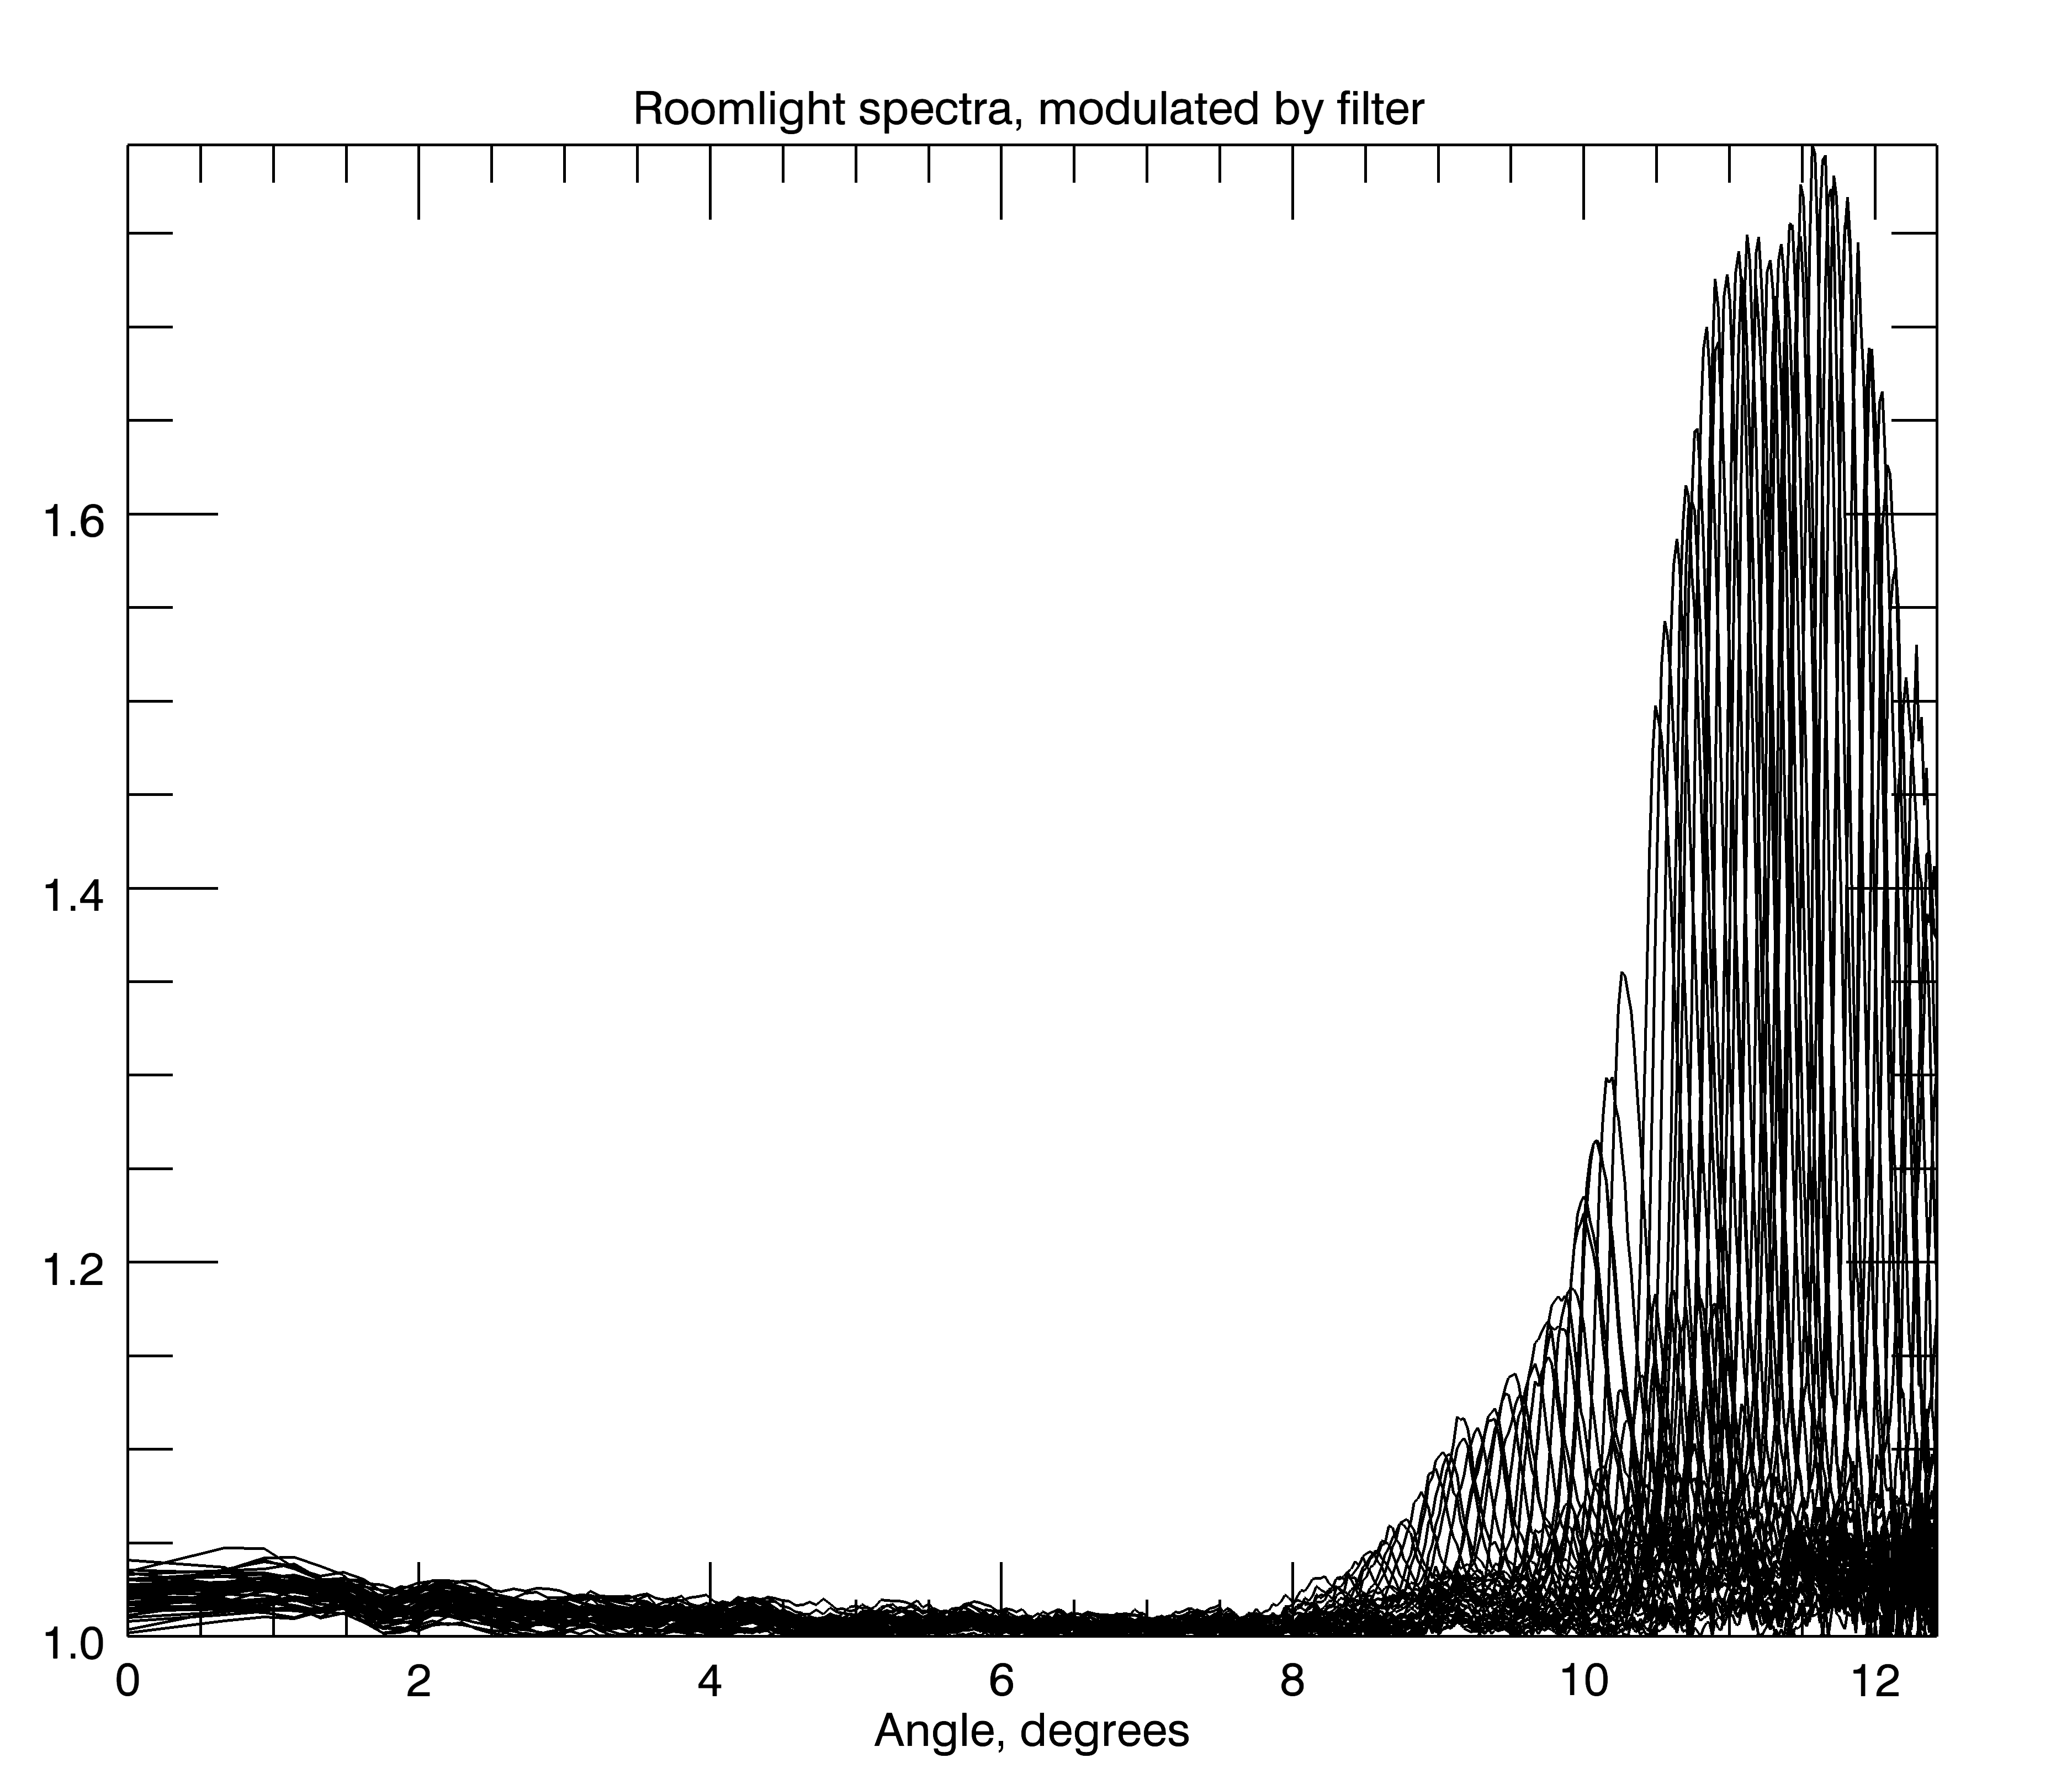 Roomlight spectra, modulated by filter
1.6
1.4
1.2
1.0
0 2 4 6 8 10 12
Angle, degrees